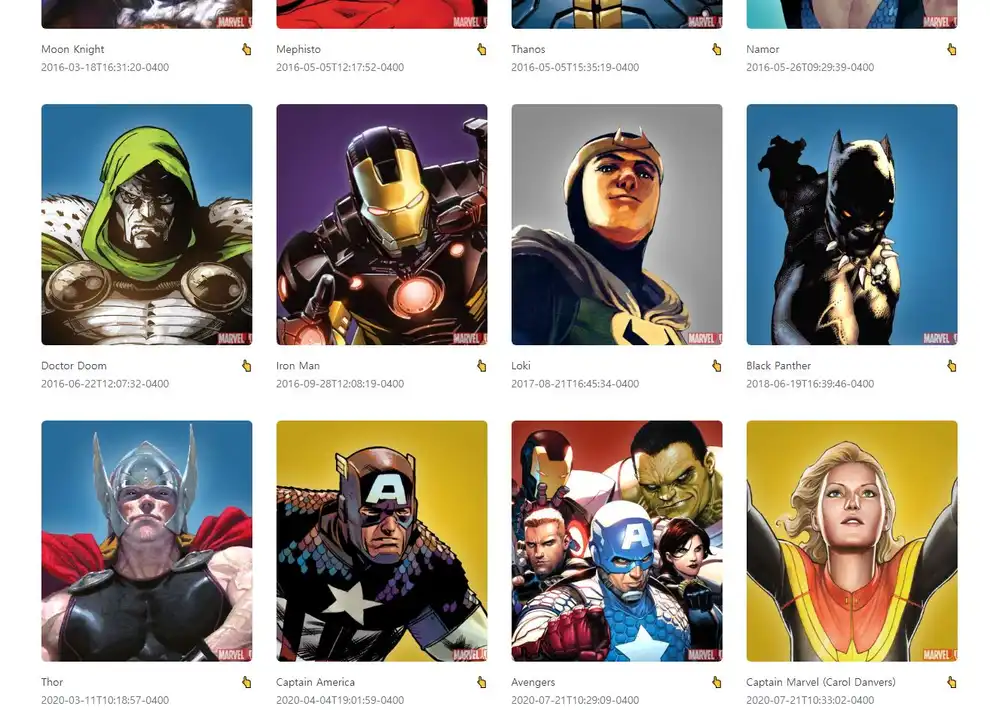 MARVEL
MARVEL
MARVEL
MARVEL
Moon Knight
Mephisto
Thanos
Namor
2016-03-18T16:31:20-0400
2016-05-05T12:17:52-0400
2016-05-05T15:35:19-0400
2016-05-26T09:29:39-0400
MARVEL
MARVEL
MARVEL
MARVEL
Doctor Doom
Iron Man
Loki
Black Panther
2016-06-22T12:07:32-0400
2016-09-28T12:08:19-0400
2017-08-21T16:45:34-0400
2018-06-19T16:39:46-0400
A
A
MARVEL
MARVEL
MARVEL
MARVEL
Thor
Captain America
Avengers
Captain Marvel (Carol Danvers)
2020-03-11T10:18:57-0400
2020-04-04T19:01:59-0400
2020-07-21T10:29:09-0400
2020-07-21T10:33:02-0400